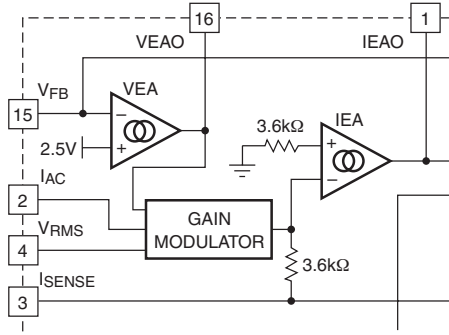 16
1
VEAO
IEAO
VFB
VEA
15
−
+
2.5V
3.6kΩ
IEA
+
−
IAC
2
GAIN
MODULATOR
VRMS
4
3.6kΩ
ISENSE
3